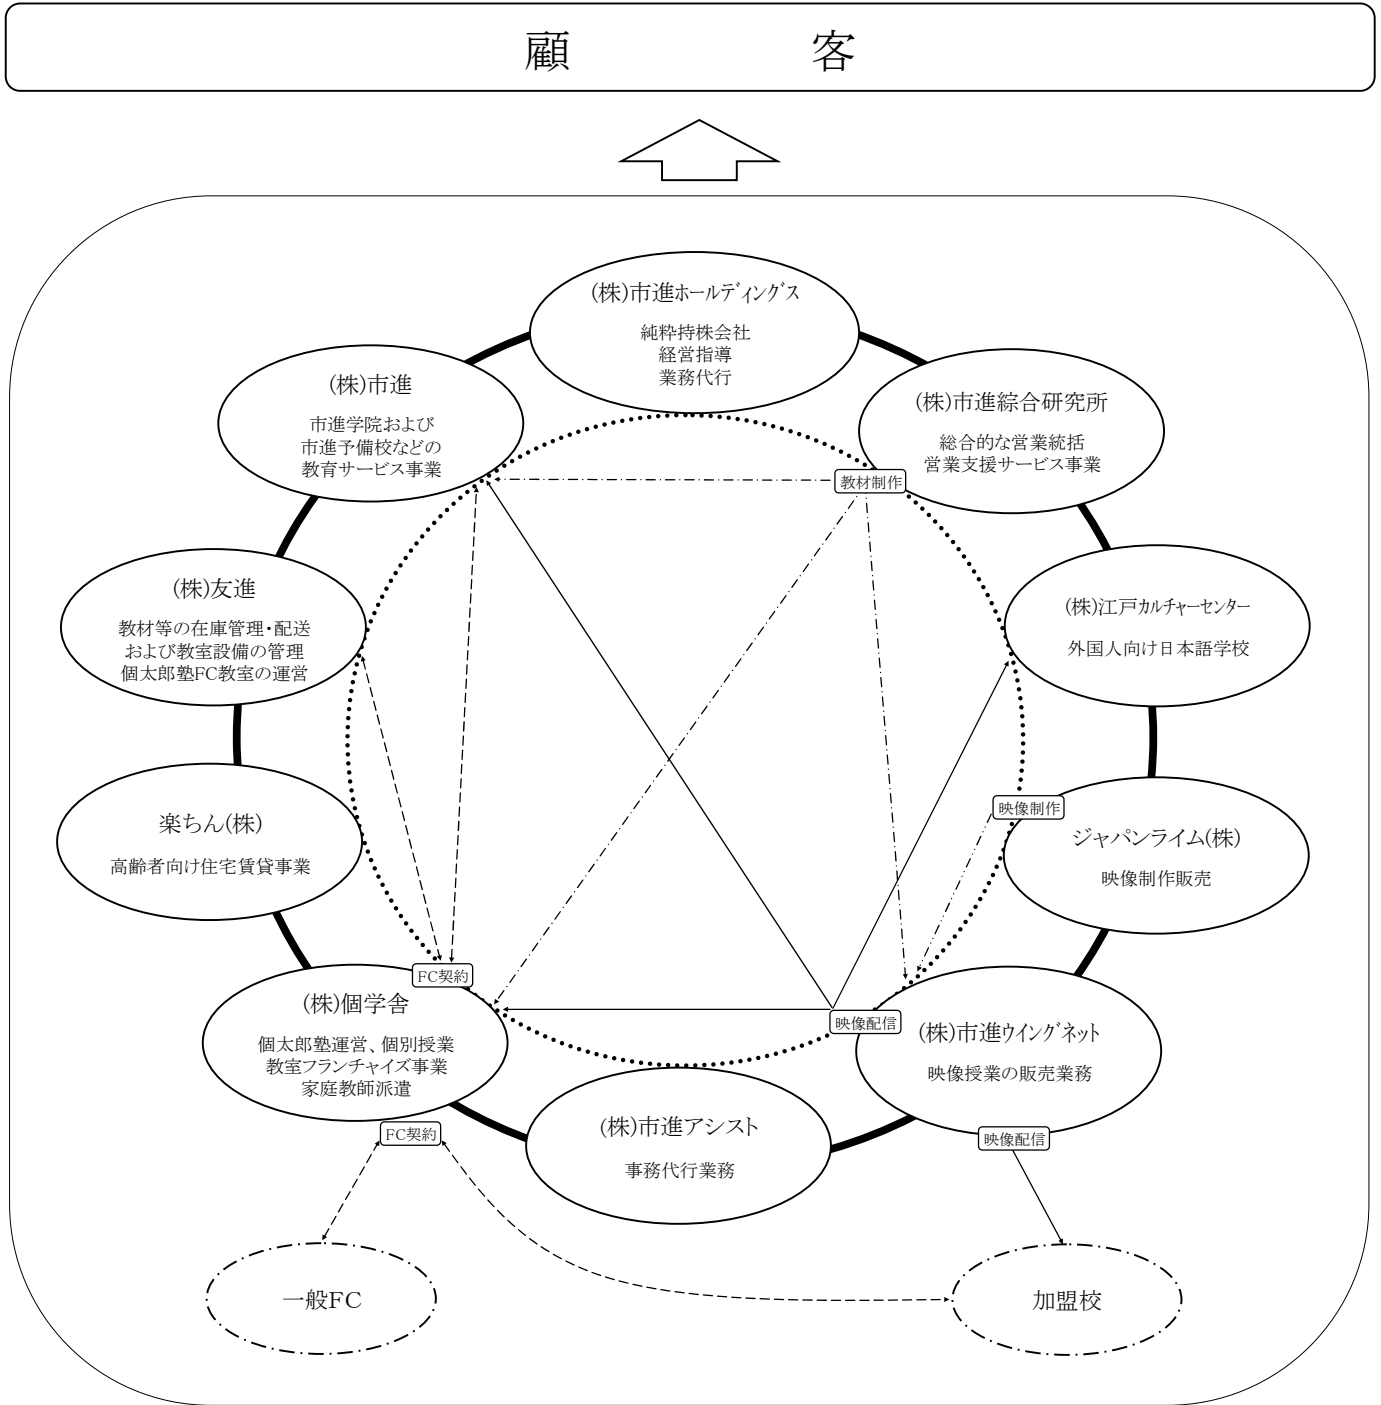 顧客
(株)市進ホールディングス
純粋持株会社
経営指導
業務代行
(株)市進
市進学院および
市進予備校などの
教育サービス事業
(株)市進綜合研究所
総合的な営業統括
営業支援サービス事業
教材制作
(株)友進
教材等の在庫管理・配送
および教室設備の管理
個太郎塾FC教室の運営
(株)江戸カルチャーセンター
外国人向け日本語学校
楽ちん(株)
高齢者向け住宅賃貸事業
映像制作
ジャパンライム(株)
映像制作販売
FC契約
(株)個学舎
個太郎塾運営、個別授業
教室フランチャイズ事業
家庭教師派遣
映像配信
(株)市進ウイングネット
映像授業の販売業務
(株)市進アシスト
事務代行業務
FC契約
映像配信
一般FC
加盟校